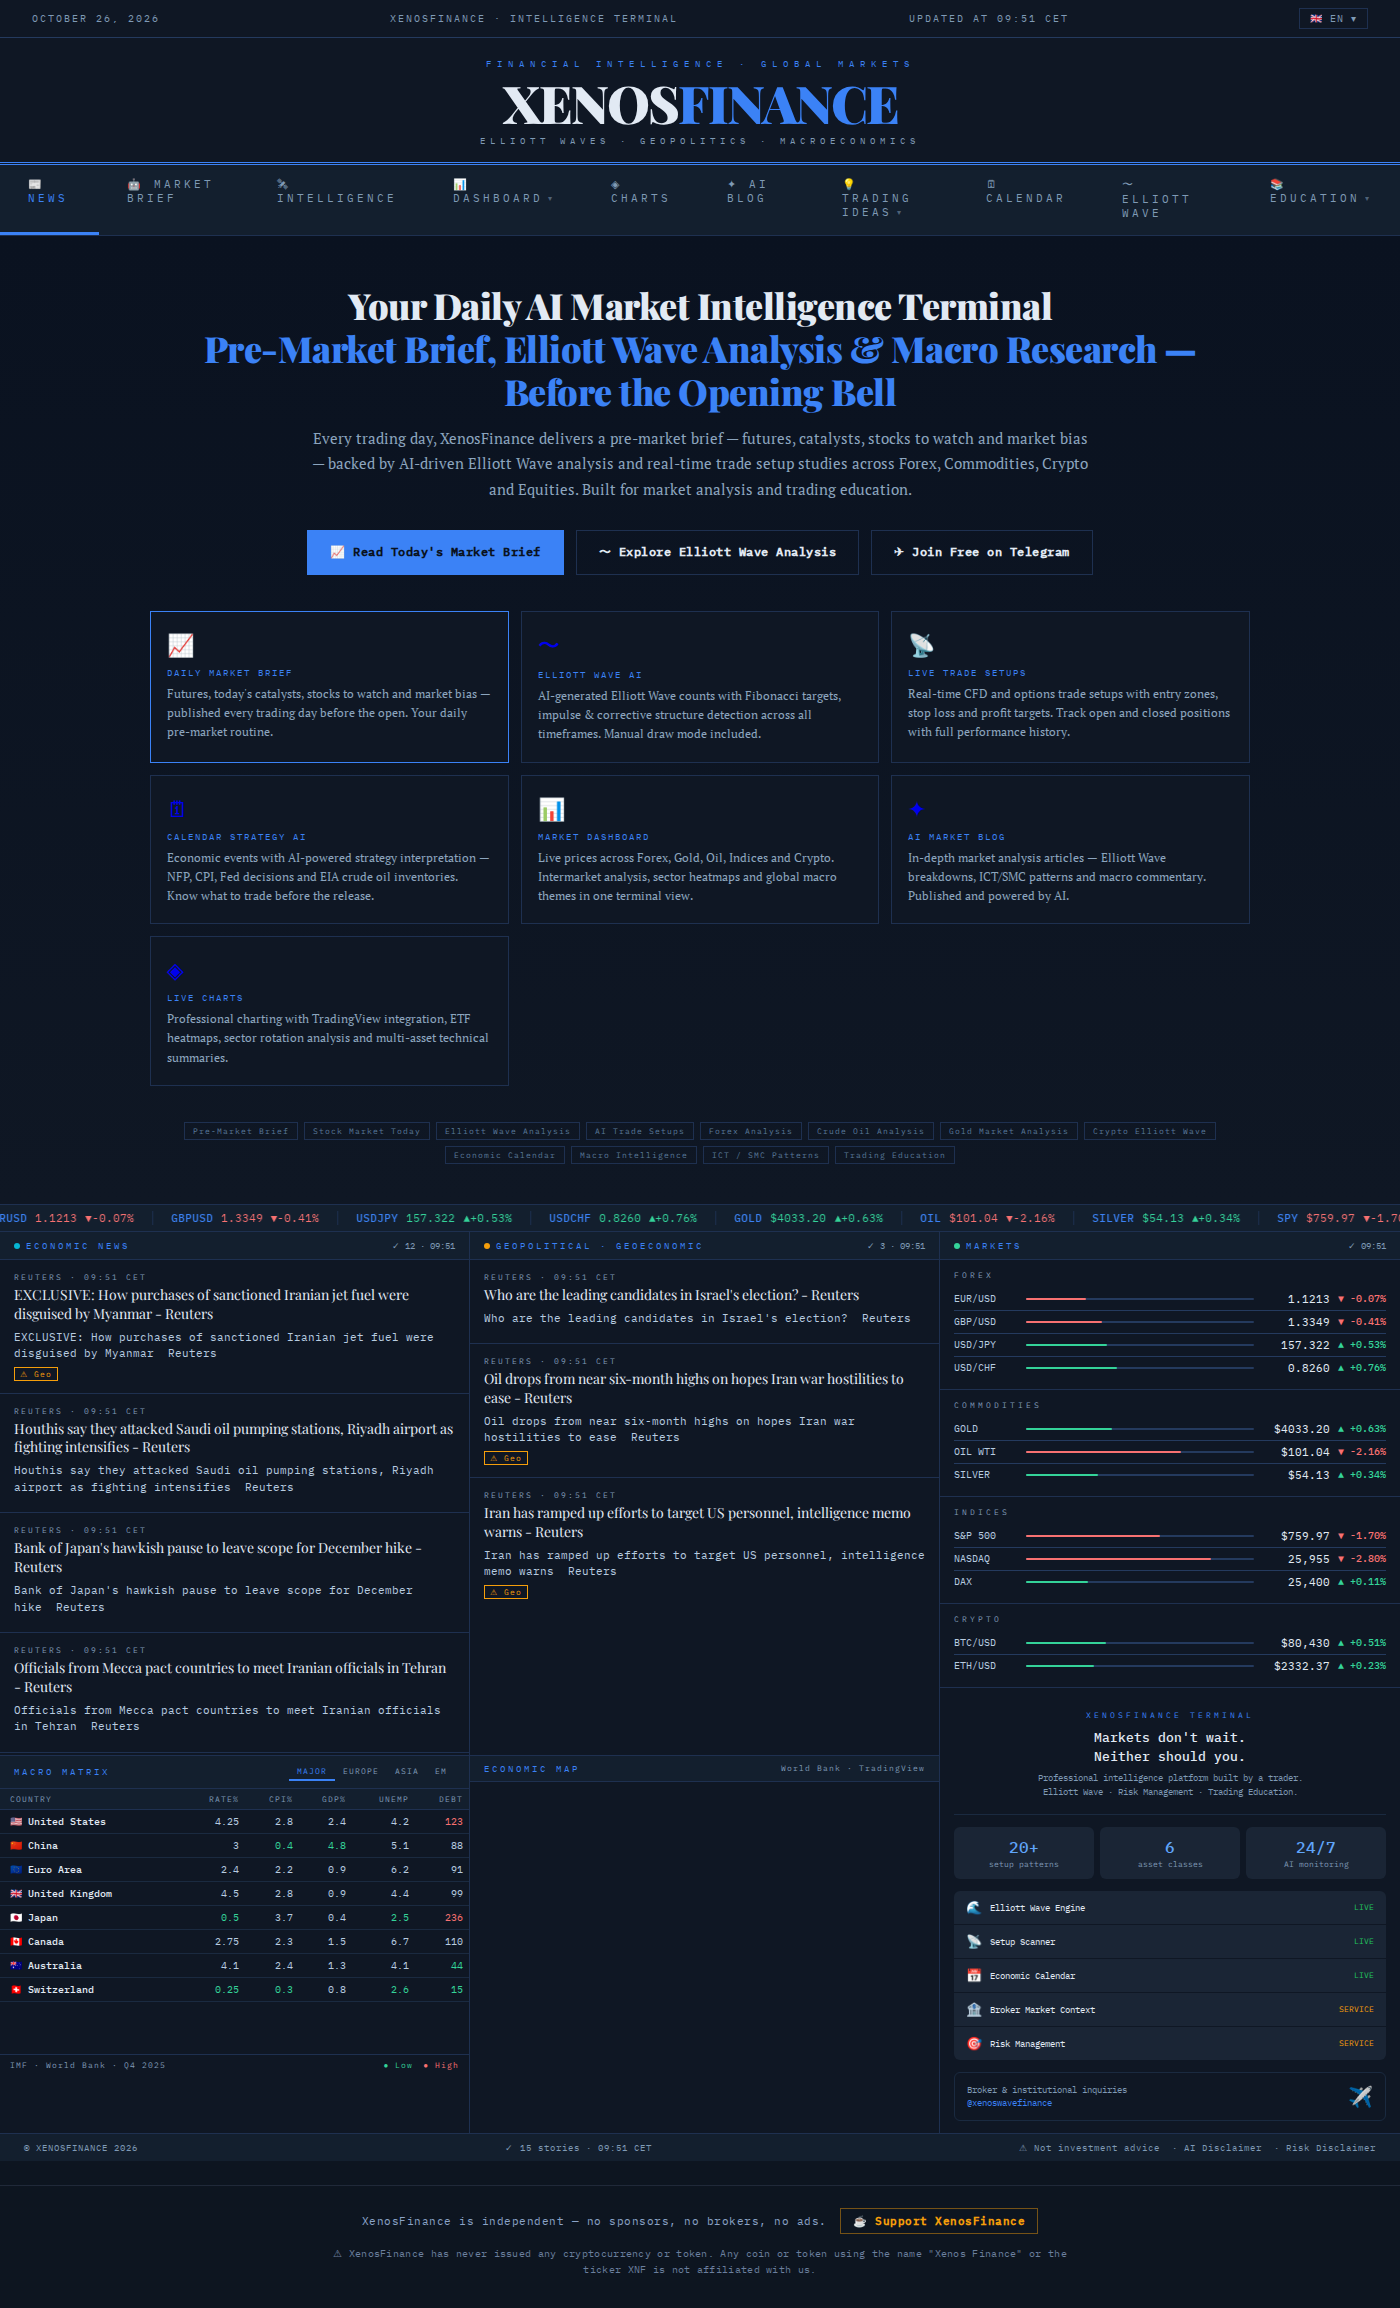 OCTOBER 26, 2026
XENOSFINANCE · INTELLIGENCE TERMINAL
UPDATED AT 09:51 CET
🇬🇧 EN ▾
FINANCIAL INTELLIGENCE · GLOBAL MARKETS
XENOSFINANCE
ELLIOTT WAVES · GEOPOLITICS · MACROECONOMICS
📰 NEWS
🤖 MARKET BRIEF
🛰 INTELLIGENCE
📊 DASHBOARD ▾
◈ CHARTS
✦ AI BLOG
💡 TRADING IDEAS ▾
🗓 CALENDAR
〜 ELLIOTT WAVE
📚 EDUCATION ▾
Your Daily AI Market Intelligence Terminal
Pre-Market Brief, Elliott Wave Analysis & Macro Research —
Before the Opening Bell
Every trading day, XenosFinance delivers a pre-market brief — futures, catalysts, stocks to watch and market bias
— backed by AI-driven Elliott Wave analysis and real-time trade setup studies across Forex, Commodities, Crypto
and Equities. Built for market analysis and trading education.
📈 Read Today's Market Brief
〜 Explore Elliott Wave Analysis
✈ Join Free on Telegram
DAILY MARKET BRIEF
Futures, today's catalysts, stocks to watch and market bias —
published every trading day before the open. Your daily
pre-market routine.
ELLIOTT WAVE AI
AI-generated Elliott Wave counts with Fibonacci targets,
impulse & corrective structure detection across all
timeframes. Manual draw mode included.
LIVE TRADE SETUPS
Real-time CFD and options trade setups with entry zones,
stop loss and profit targets. Track open and closed positions
with full performance history.
CALENDAR STRATEGY AI
Economic events with AI-powered strategy interpretation —
NFP, CPI, Fed decisions and EIA crude oil inventories.
Know what to trade before the release.
MARKET DASHBOARD
Live prices across Forex, Gold, Oil, Indices and Crypto.
Intermarket analysis, sector heatmaps and global macro
themes in one terminal view.
AI MARKET BLOG
In-depth market analysis articles — Elliott Wave
breakdowns, ICT/SMC patterns and macro commentary.
Published and powered by AI.
LIVE CHARTS
Professional charting with TradingView integration, ETF
heatmaps, sector rotation analysis and multi-asset technical
summaries.
Pre-Market Brief
Stock Market Today
Elliott Wave Analysis
AI Trade Setups
Forex Analysis
Crude Oil Analysis
Gold Market Analysis
Crypto Elliott Wave
Economic Calendar
Macro Intelligence
ICT / SMC Patterns
Trading Education
RUSD 1.1213 ▼-0.07%
GBPUSD 1.3349 ▼-0.41%
USDJPY 157.322 ▲+0.53%
USDCHF 0.8260 ▲+0.76%
GOLD $4033.20 ▲+0.63%
OIL $101.04 ▼-2.16%
SILVER $54.13 ▲+0.34%
SPY $759.97 ▼-1.7
ECONOMIC NEWS
✓ 12 · 09:51
REUTERS · 09:51 CET
EXCLUSIVE: How purchases of sanctioned Iranian jet fuel were
disguised by Myanmar - Reuters
EXCLUSIVE: How purchases of sanctioned Iranian jet fuel were
disguised by Myanmar  Reuters
⚠ Geo
REUTERS · 09:51 CET
Houthis say they attacked Saudi oil pumping stations, Riyadh airport as
fighting intensifies - Reuters
Houthis say they attacked Saudi oil pumping stations, Riyadh
airport as fighting intensifies  Reuters
REUTERS · 09:51 CET
Bank of Japan's hawkish pause to leave scope for December hike -
Reuters
Bank of Japan's hawkish pause to leave scope for December
hike  Reuters
REUTERS · 09:51 CET
Officials from Mecca pact countries to meet Iranian officials in Tehran
- Reuters
Officials from Mecca pact countries to meet Iranian officials
in Tehran  Reuters
GEOPOLITICAL · GEOECONOMIC
✓ 3 · 09:51
REUTERS · 09:51 CET
Who are the leading candidates in Israel's election? - Reuters
Who are the leading candidates in Israel's election?  Reuters
REUTERS · 09:51 CET
Oil drops from near six-month highs on hopes Iran war hostilities to
ease - Reuters
Oil drops from near six-month highs on hopes Iran war
hostilities to ease  Reuters
⚠ Geo
REUTERS · 09:51 CET
Iran has ramped up efforts to target US personnel, intelligence memo
warns - Reuters
Iran has ramped up efforts to target US personnel, intelligence
memo warns  Reuters
⚠ Geo
MARKETS
✓ 09:51
FOREX
EUR/USD 1.1213 ▼ -0.07%
GBP/USD 1.3349 ▼ -0.41%
USD/JPY 157.322 ▲ +0.53%
USD/CHF 0.8260 ▲ +0.76%
COMMODITIES
GOLD $4033.20 ▲ +0.63%
OIL WTI $101.04 ▼ -2.16%
SILVER $54.13 ▲ +0.34%
INDICES
S&P 500 $759.97 ▼ -1.70%
NASDAQ 25,955 ▼ -2.80%
DAX 25,400 ▲ +0.11%
CRYPTO
BTC/USD $80,430 ▲ +0.51%
ETH/USD $2332.37 ▲ +0.23%
MACRO MATRIX
MAJOR EUROPE ASIA EM
COUNTRY RATE% CPI% GDP% UNEMP DEBT
🇺🇸 United States 4.25 2.8 2.4 4.2 123
🇨🇳 China 3 0.4 4.8 5.1 88
🇪🇺 Euro Area 2.4 2.2 0.9 6.2 91
🇬🇧 United Kingdom 4.5 2.8 0.9 4.4 99
🇯🇵 Japan 0.5 3.7 0.4 2.5 236
🇨🇦 Canada 2.75 2.3 1.5 6.7 110
🇦🇺 Australia 4.1 2.4 1.3 4.1 44
🇨🇭 Switzerland 0.25 0.3 0.8 2.6 15
IMF · World Bank · Q4 2025
● Low ● High
ECONOMIC MAP
World Bank · TradingView
XENOSFINANCE TERMINAL
Markets don't wait.
Neither should you.
Professional intelligence platform built by a trader.
Elliott Wave · Risk Management · Trading Education.
20+
setup patterns
6
asset classes
24/7
AI monitoring
🌊 Elliott Wave Engine LIVE
📡 Setup Scanner LIVE
📅 Economic Calendar LIVE
🏦 Broker Market Context SERVICE
🎯 Risk Management SERVICE
Broker & institutional inquiries
@xenoswavefinance
© XENOSFINANCE 2026
✓ 15 stories · 09:51 CET
⚠ Not investment advice · AI Disclaimer · Risk Disclaimer
XenosFinance is independent — no sponsors, no brokers, no ads.
☕ Support XenosFinance
⚠ XenosFinance has never issued any cryptocurrency or token. Any coin or token using the name "Xenos Finance" or the
ticker XNF is not affiliated with us.